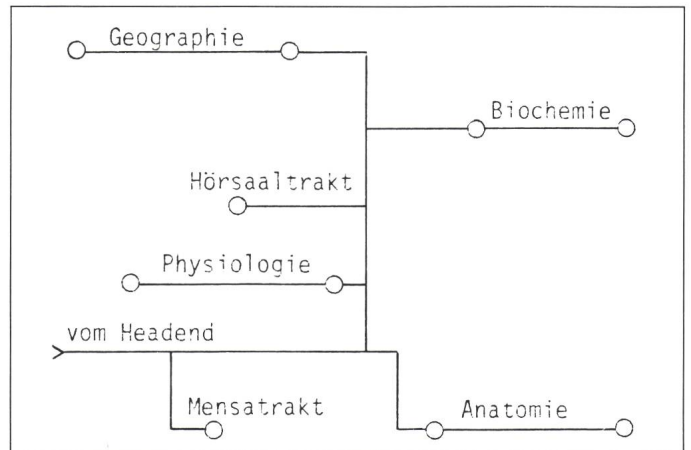 Geographie
Biochemie
Hörsaaltrakt
Physiologie
vom Headend
Mensatrakt
Anatomie